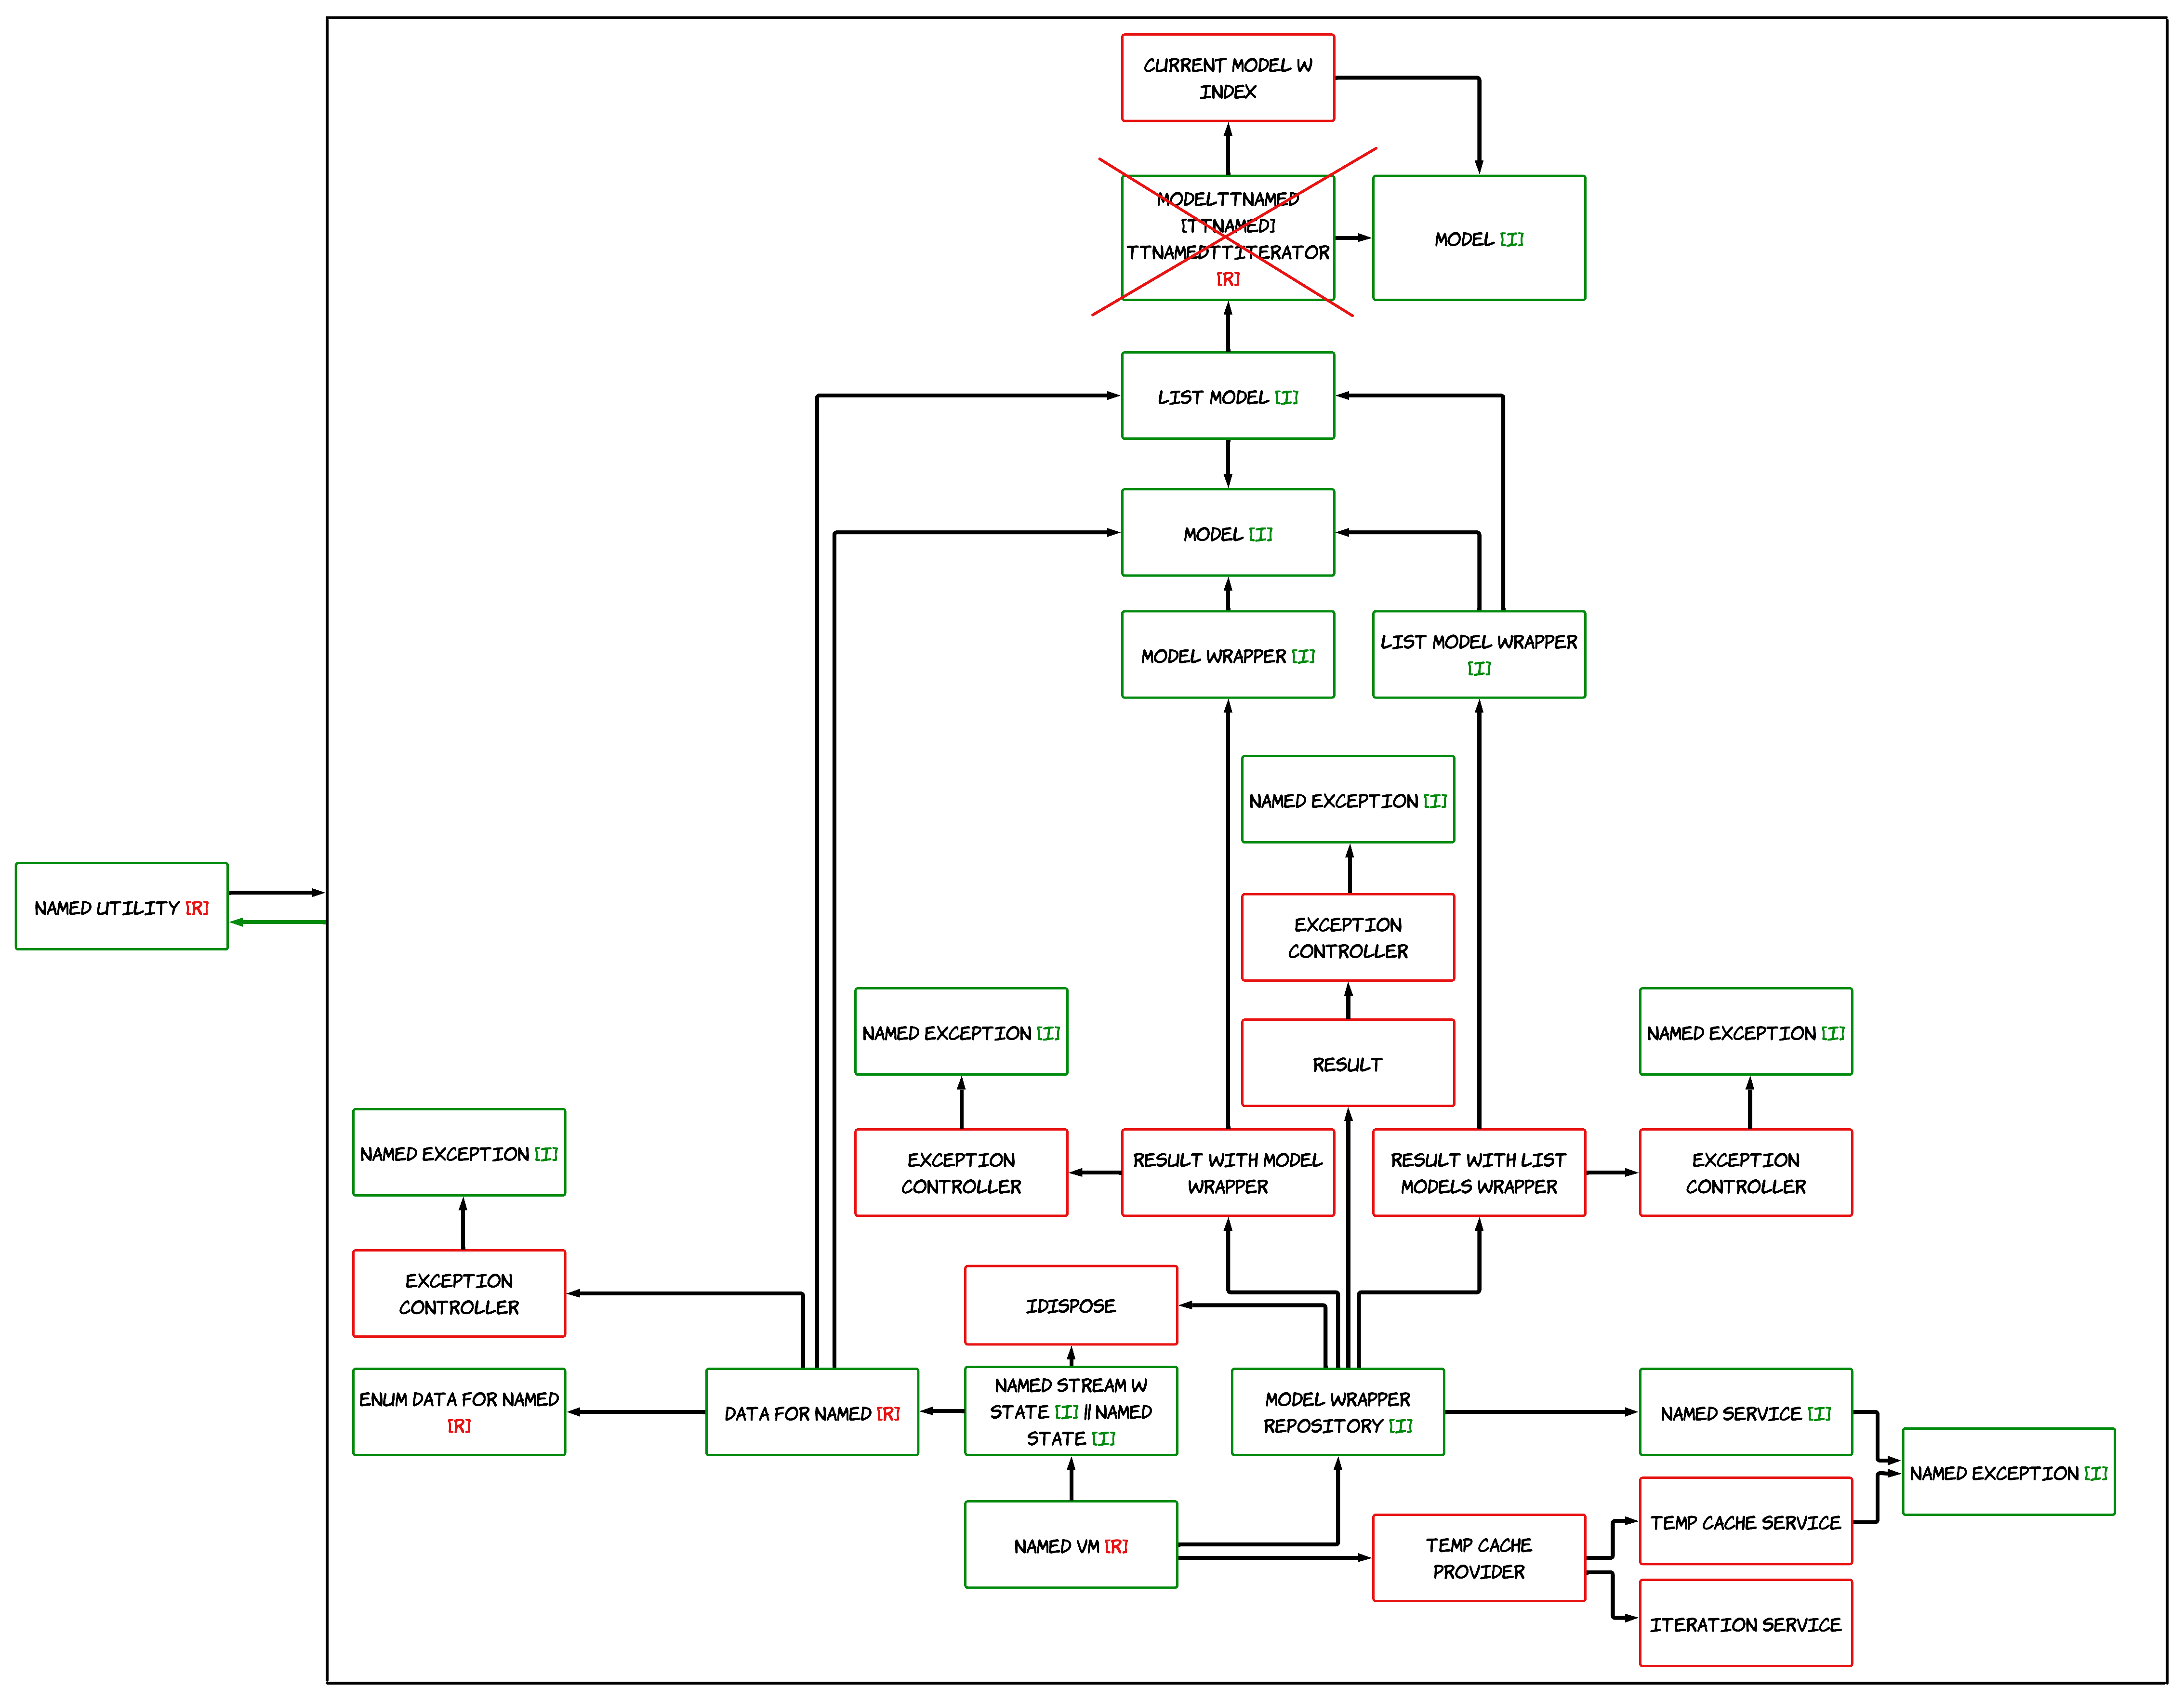 CURRENT MODEL W
INDEX
MODELTTNAMED
[TTNAMED]
TTNAMEDTTITERATOR
[R]
MODEL [I]
LIST MODEL [I]
MODEL [I]
MODEL WRAPPER [I]
LIST MODEL WRAPPER
[I]
NAMED EXCEPTION [I]
NAMED UTILITY [R]
EXCEPTION
CONTROLLER
NAMED EXCEPTION [I]
RESULT
NAMED EXCEPTION [I]
NAMED EXCEPTION [I]
EXCEPTION
CONTROLLER
RESULT WITH MODEL
WRAPPER
RESULT WITH LIST
MODELS WRAPPER
EXCEPTION
CONTROLLER
EXCEPTION
CONTROLLER
IDISPOSE
ENUM DATA FOR NAMED
[R]
DATA FOR NAMED [R]
NAMED STREAM W
STATE [I] || NAMED
STATE [I]
MODEL WRAPPER
REPOSITORY [I]
NAMED SERVICE [I]
NAMED EXCEPTION [I]
NAMED VM [R]
TEMP CACHE
PROVIDER
TEMP CACHE SERVICE
ITERATION SERVICE